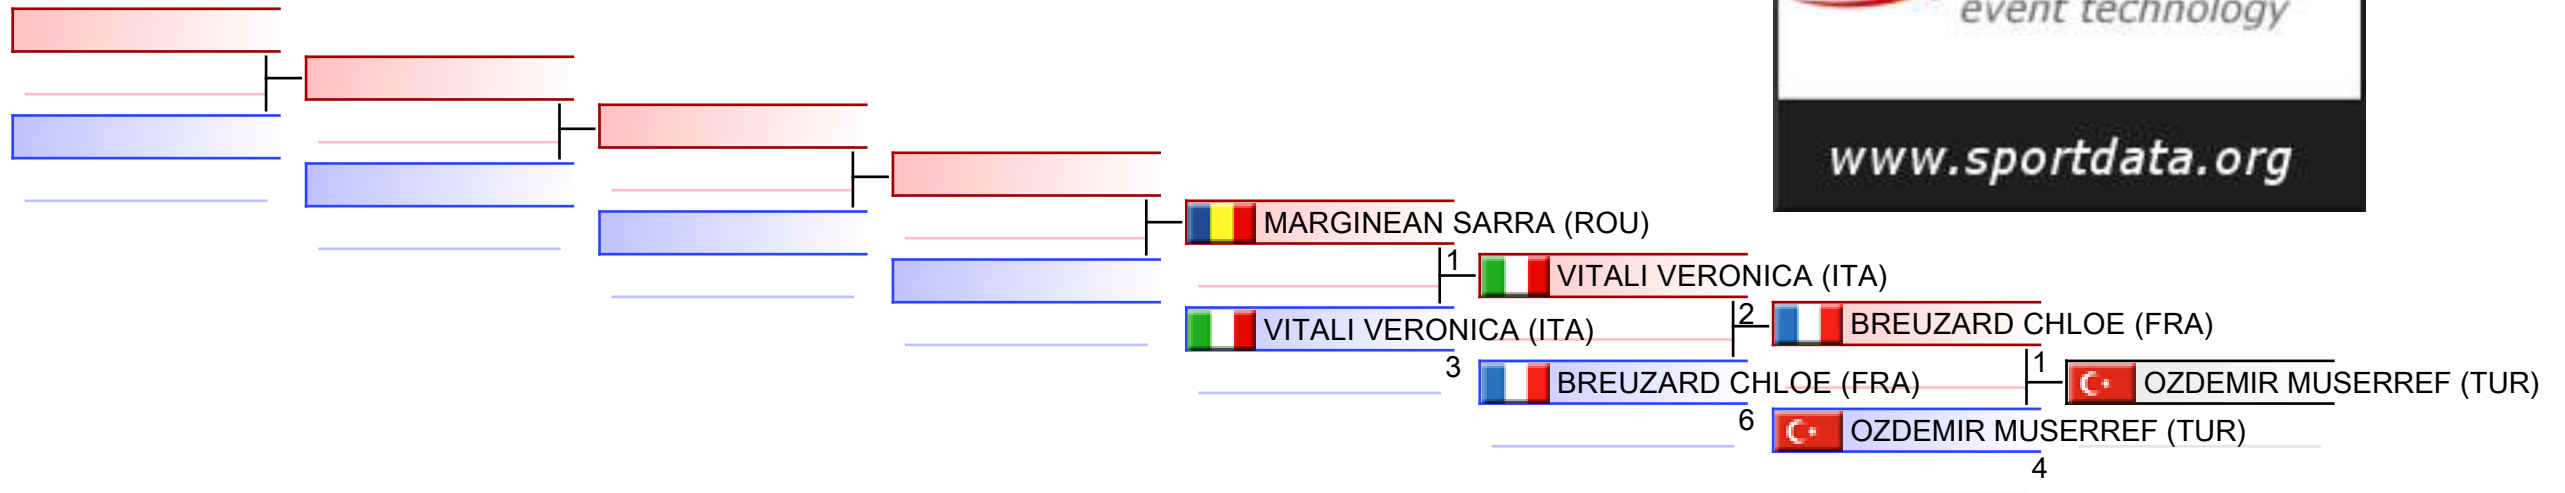 event technology
www.sportdata.org
MARGINEAN SARRA (ROU)
1
VITALI VERONICA (ITA)
VITALI VERONICA (ITA)
3
2
BREUZARD CHLOE (FRA)
BREUZARD CHLOE (FRA)
6
1
OZDEMIR MUSERREF (TUR)
OZDEMIR MUSERREF (TUR)
4